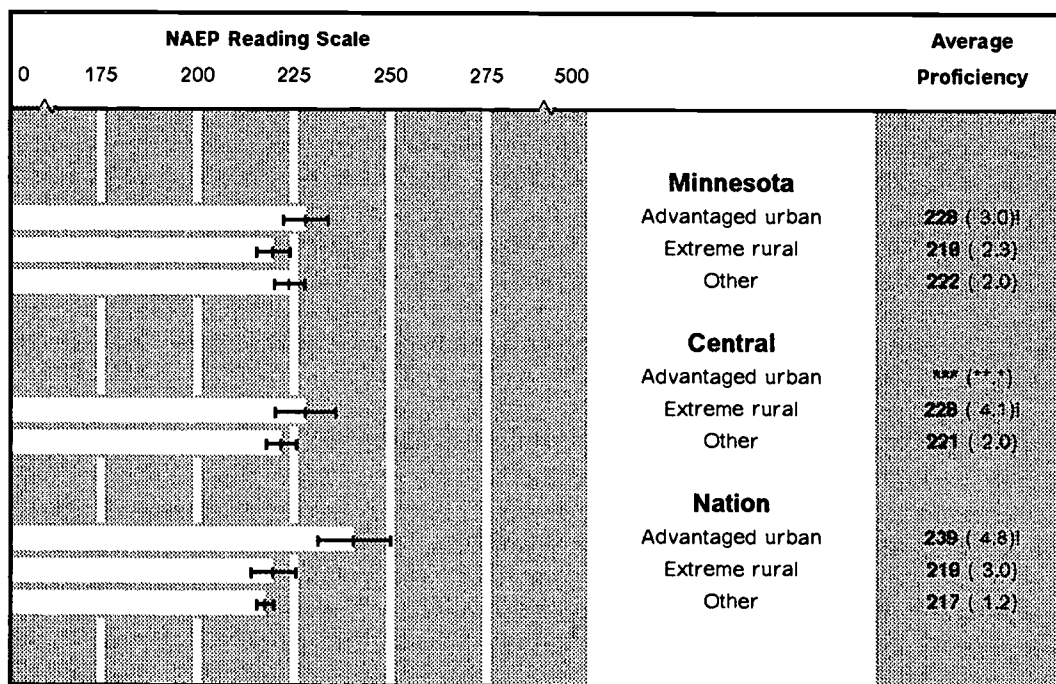 NAEP Reading Scale
Average
Proficiency
0 175 200 225 250 275 500
Minnesota
Advantaged urban 228 ( 3.0)!
Extreme rural 219 ( 2.3)
Other 222 ( 2.0)
Central
Advantaged urban *** (**.*)
Extreme rural 228 ( 4.1)!
Other 221 ( 2.0)
Nation
Advantaged urban 239 ( 4.8)!
Extreme rural 219 ( 3.0)
Other 217 ( 1.2)